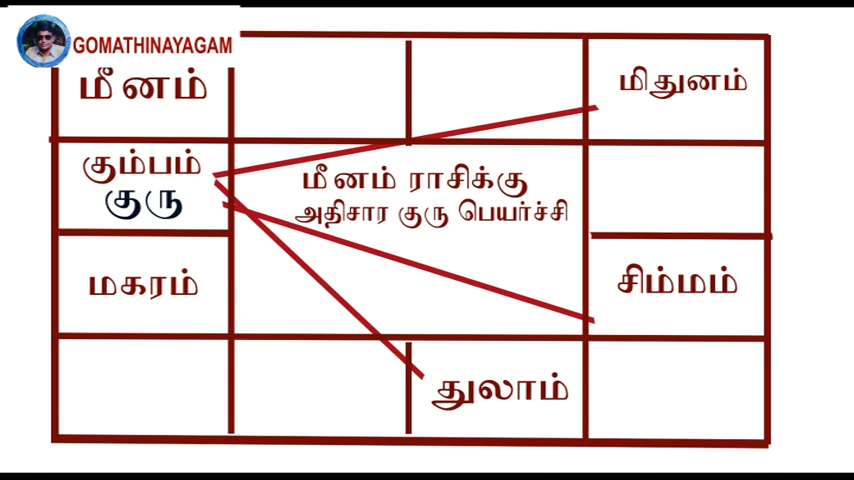 GOMATHINAYAGAM
மீனம்
மிதுனம்
கும்பம்
குரு
மீனம் ராசிக்கு
அதிசார குரு பெயர்ச்சி
மகரம்
சிம்மம்
துலாம்